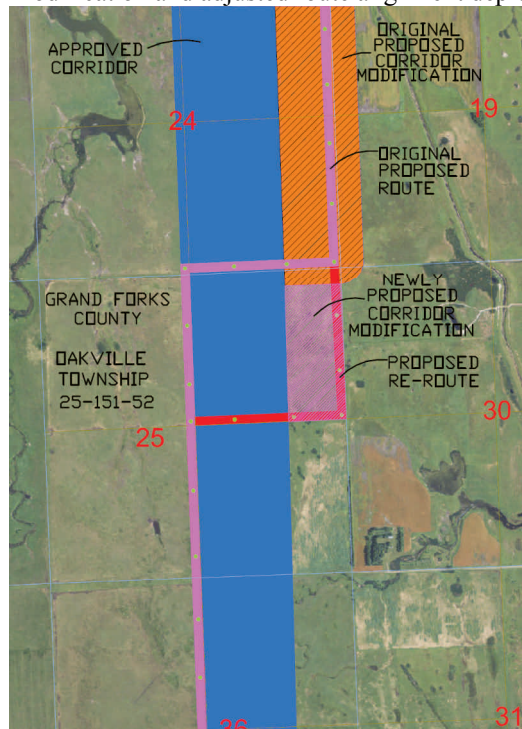 APPROVED
CORRIDOR
ORIGINAL
PROPOSED
CORRIDOR
MODIFICATION
24
19
ORIGINAL
PROPOSED
ROUTE
GRAND FORKS
COUNTY
NEWLY
PROPOSED
CORRIDOR
MODIFICATION
OAKVILLE
TOWNSHIP
25-151-52
PROPOSED
RE-ROUTE
25
30
36
31